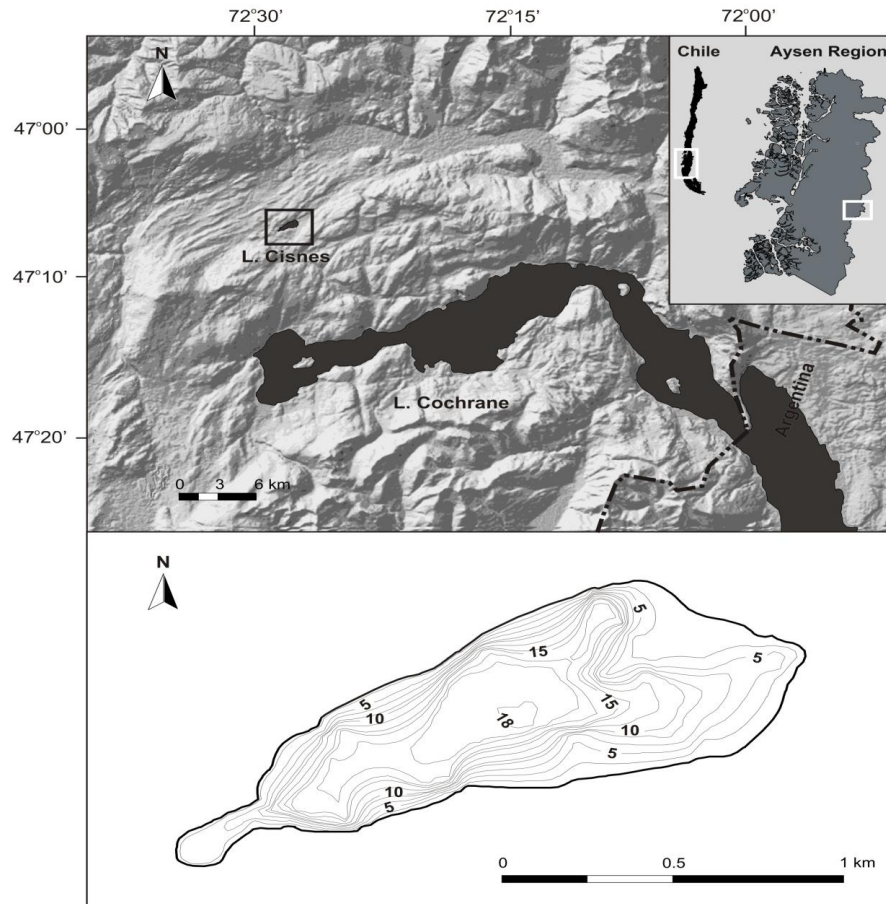 72°30’ 72°15’ 72°00’
N
Chile Aysen Region
47°00’
L. Cisnes
47°10’
L. Cochrane
Argentina
47°20’
0 3 6 km
N
5
15
5
5
10
18
15
10
5
10
5
0 0.5 1 km